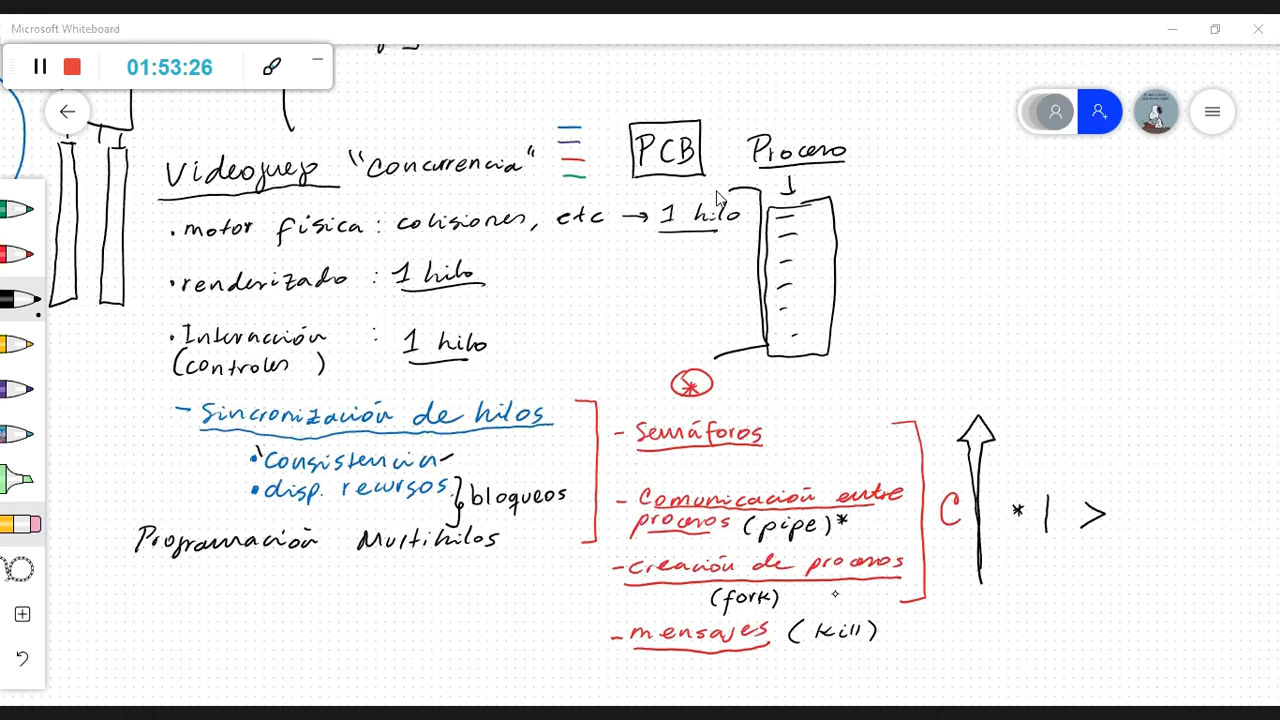 Microsoft Whiteboard
01:53:26
Videojuego "Concurrencia"
PCB
Proceso
• motor física : colisiones, etc → 1 hilo
• renderizado : 1 hilo
• Interacción : 1 hilo
(controles)
- Sincronización de hilos
• Consistencia
• disp. recursos } bloqueos
Programación Multihilos
*
- Semáforos
- Comunicación entre
procesos (pipe)*
- creación de procesos
(fork)
- mensajes (kill)
C
* | >